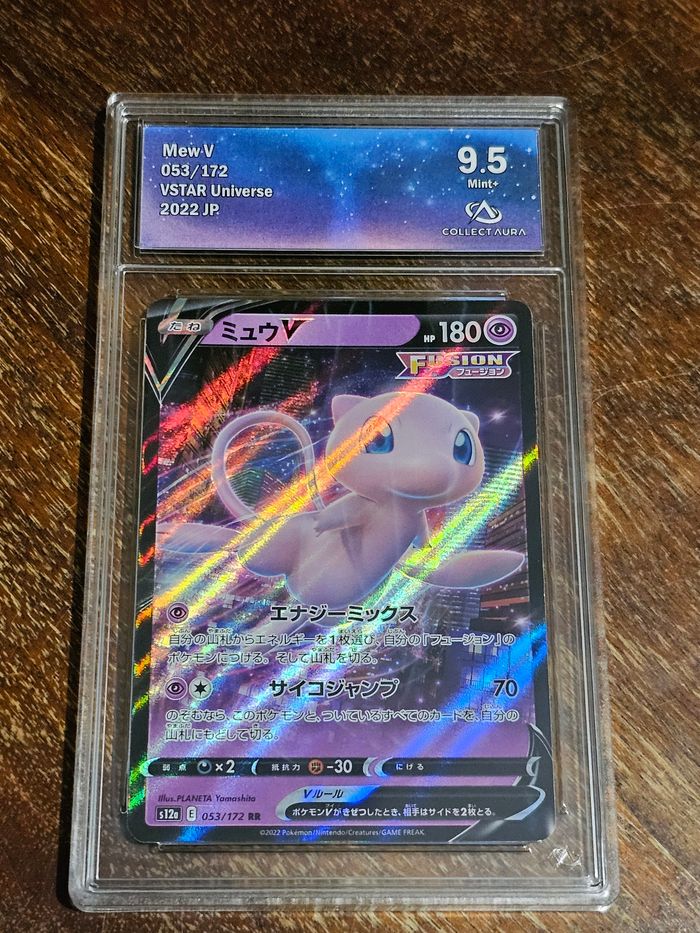 Mew V
053/172
VSTAR Universe
2022 JP
9.5
Mint+
COLLECT AURA
たね
ミュウV
HP 180
FUSION
フュージョン
エナジーミックス
自分の山札からエネルギーを1枚選び、自分の「フュージョン」の
ポケモンにつける。そして山札を切る。
サイコジャンプ 70
のぞむなら、このポケモンと、ついているすべてのカードを、自分の
山札にもどして切る。
弱点 ×2 抵抗力 -30 にげる
Illus. PLANETA Yamashita
Vルール
ポケモンVがきぜつしたとき、相手はサイドを2枚とる。
s12a E 053/172 RR
©2022 Pokémon/Nintendo/Creatures/GAME FREAK.